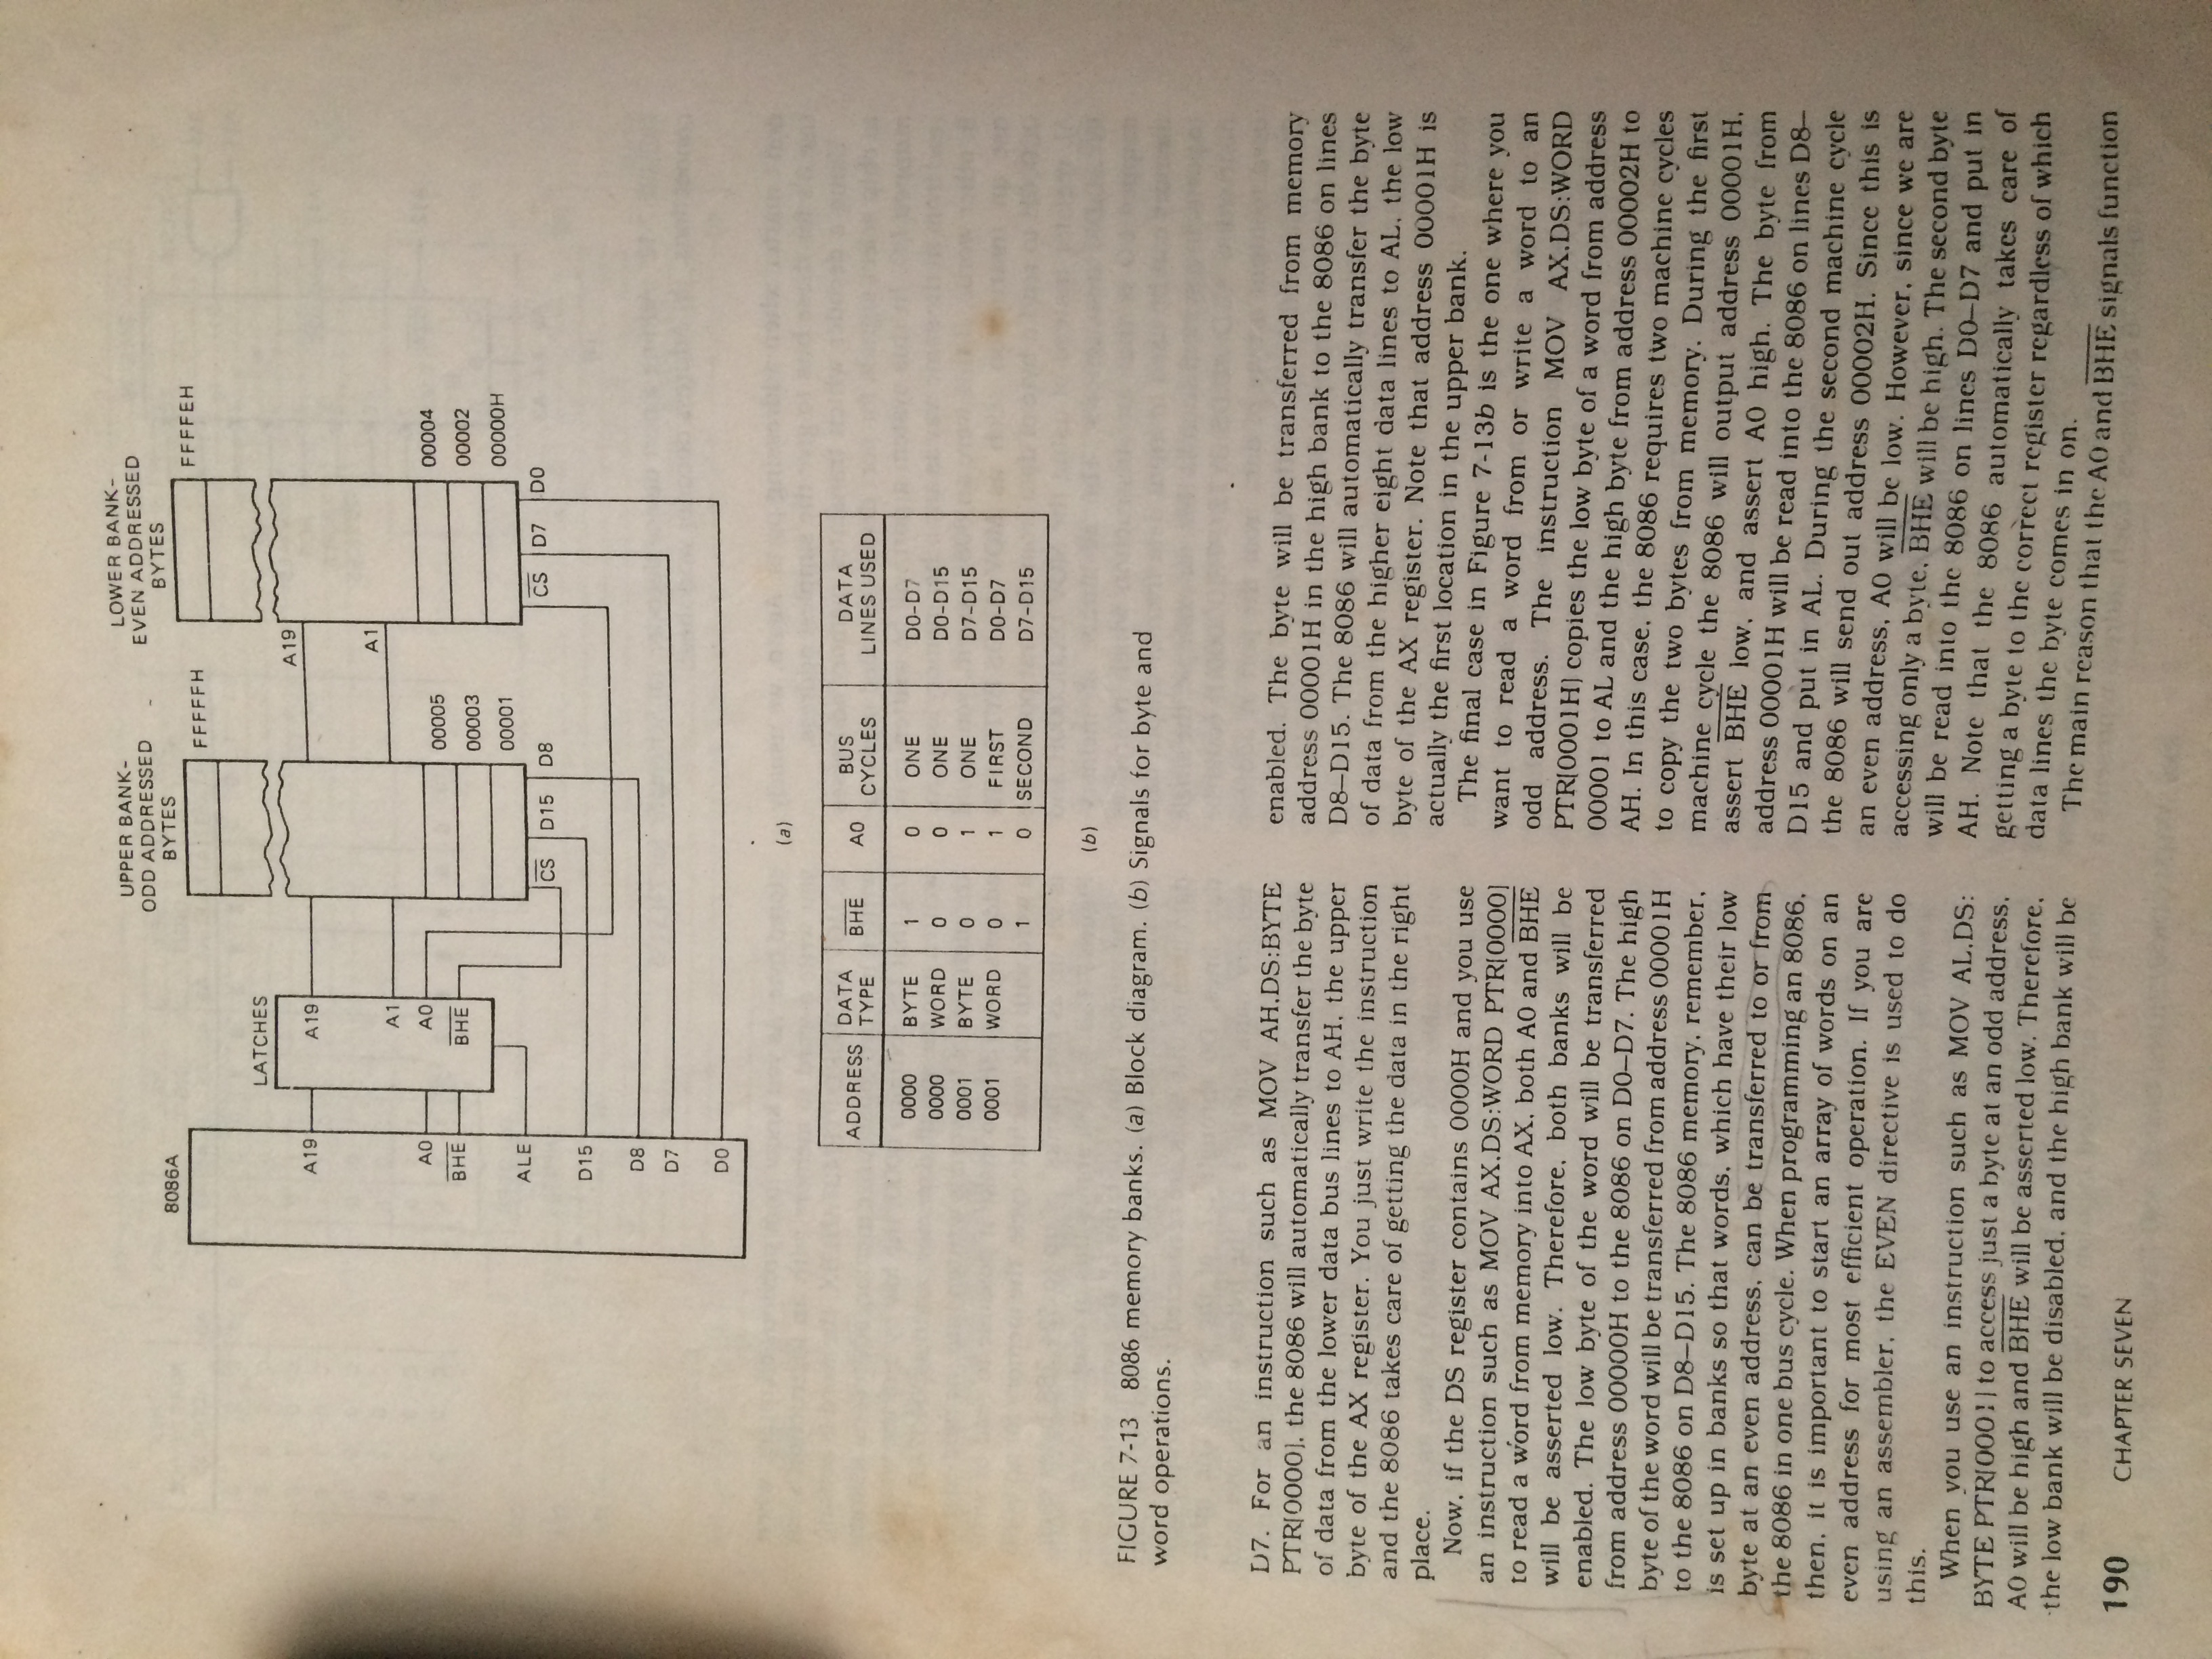 UPPER BANK-
ODD ADDRESSED
BYTES
LOWER BANK-
EVEN ADDRESSED
BYTES
8086A
FFFFFH
FFFFEH
LATCHES
A19
A19
A19
A1
A1
A0
A0
BHE
BHE
00005
00003
00001
00004
00002
00000H
ALE
CS
D15
D8
CS
D7
D0
D15
D8
D7
D0
(a)
ADDRESS DATA TYPE BHE A0 BUS CYCLES DATA LINES USED
0000 BYTE 1 0 ONE D0-D7
0000 WORD 0 0 ONE D0-D15
0001 BYTE 0 1 ONE D7-D15
0001 WORD 0 1 FIRST D0-D7
1 0 SECOND D7-D15
(b)
FIGURE 7-13 8086 memory banks. (a) Block diagram. (b) Signals for byte and
word operations.
D7. For an instruction such as MOV AH,DS:BYTE
PTR[0000], the 8086 will automatically transfer the byte
of data from the lower data bus lines to AH, the upper
byte of the AX register. You just write the instruction
and the 8086 takes care of getting the data in the right
place.
Now, if the DS register contains 0000H and you use
an instruction such as MOV AX,DS:WORD PTR[0000]
to read a word from memory into AX, both A0 and BHE
will be asserted low. Therefore, both banks will be
enabled. The low byte of the word will be transferred
from address 00000H to the 8086 on D0–D7. The high
byte of the word will be transferred from address 00001H
to the 8086 on D8–D15. The 8086 memory, remember,
is set up in banks so that words, which have their low
byte at an even address, can be transferred to or from
the 8086 in one bus cycle. When programming an 8086,
then, it is important to start an array of words on an
even address for most efficient operation. If you are
using an assembler, the EVEN directive is used to do
this.
When you use an instruction such as MOV AL,DS:
BYTE PTR[0001] to access just a byte at an odd address,
A0 will be high and BHE will be asserted low. Therefore,
the low bank will be disabled, and the high bank will be
enabled. The byte will be transferred from memory
address 00001H in the high bank to the 8086 on lines
D8–D15. The 8086 will automatically transfer the byte
of data from the higher eight data lines to AL, the low
byte of the AX register. Note that address 00001H is
actually the first location in the upper bank.
The final case in Figure 7-13b is the one where you
want to read a word from or write a word to an
odd address. The instruction MOV AX,DS:WORD
PTR[0001H] copies the low byte of a word from address
00001 to AL and the high byte from address 00002H to
AH. In this case, the 8086 requires two machine cycles
to copy the two bytes from memory. During the first
machine cycle the 8086 will output address 00001H,
assert BHE low, and assert A0 high. The byte from
address 00001H will be read into the 8086 on lines D8–
D15 and put in AL. During the second machine cycle
the 8086 will send out address 00002H. Since this is
an even address, A0 will be low. However, since we are
accessing only a byte, BHE will be high. The second byte
will be read into the 8086 on lines D0–D7 and put in
AH. Note that the 8086 automatically takes care of
getting a byte to the correct register regardless of which
data lines the byte comes in on.
The main reason that the A0 and BHE signals function
190 CHAPTER SEVEN